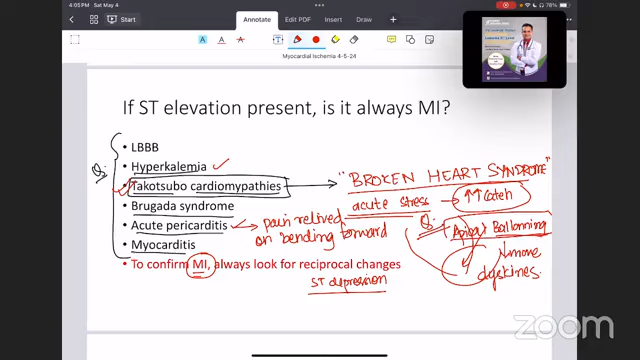 4:05 PM Sat May 4
78%
Start
Annotate
Edit PDF
Insert
Draw
Myocardial Ischemia 4-5-24
If ST elevation present, is it always MI?
• LBBB
• Hyperkalemia
• Takotsubo cardiomypathies
"BROKEN HEART SYNDROME"
acute stress → ↑↑ Catech
• Brugada syndrome
Apical Ballonning
• Acute pericarditis → pain relived
on bending forward
• Myocarditis
dyskines.
• To confirm MI, always look for reciprocal changes
ST depression
zoom